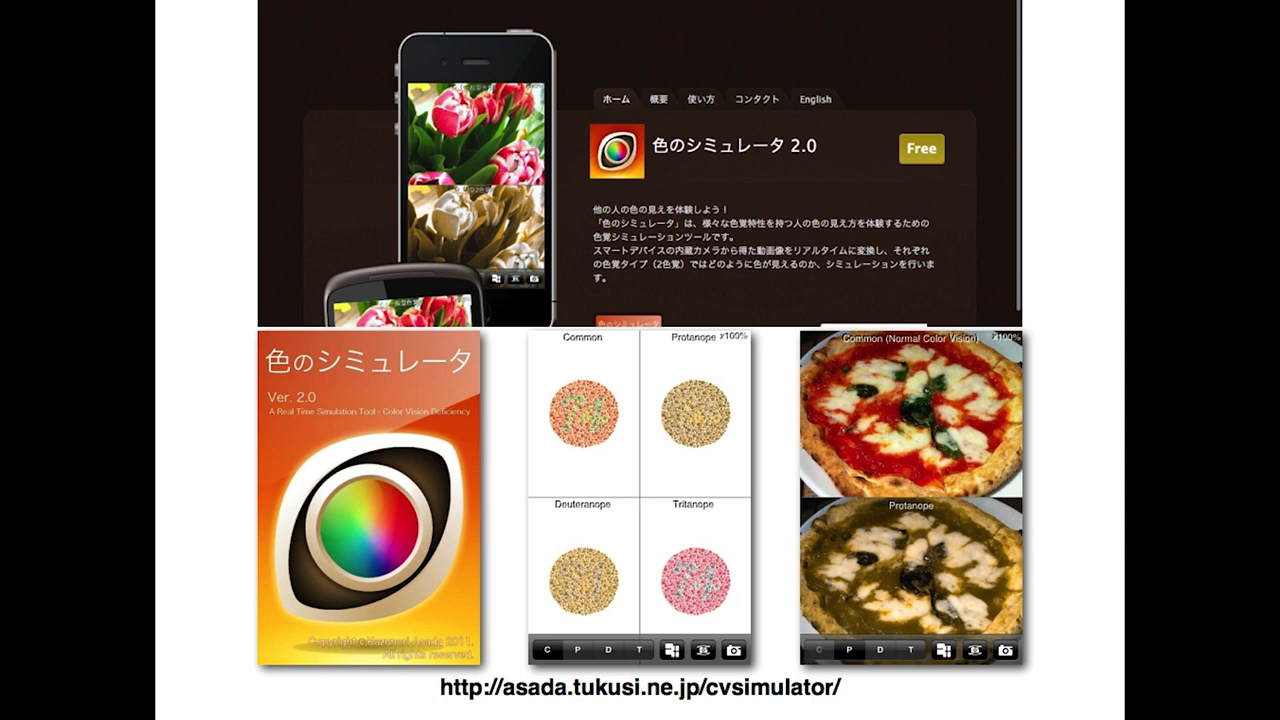 ホーム 概要 使い方 コンタクト English
色のシミュレータ 2.0
Free
他の人の色の見えを体験しよう！
「色のシミュレータ」は、様々な色覚特性を持つ人の色の見え方を体験するための
色覚シミュレーションツールです。
スマートデバイスの内蔵カメラから得た動画像をリアルタイムに変換し、それぞれ
の色覚タイプ（2色覚）ではどのように色が見えるのか、シミュレーションを行いま
す。
色のシミュレータ
色のシミュレータ
Ver. 2.0
A Real Time Simulation Tool - Color Vision Deficiency
Copyright © Kazunori Asada 2011.
All rights reserved.
Common
Protanope x100%
74
Deuteranope
Tritanope
74
C P D T
Common (Normal Color Vision) x100%
Protanope
C P D T
http://asada.tukusi.ne.jp/cvsimulator/